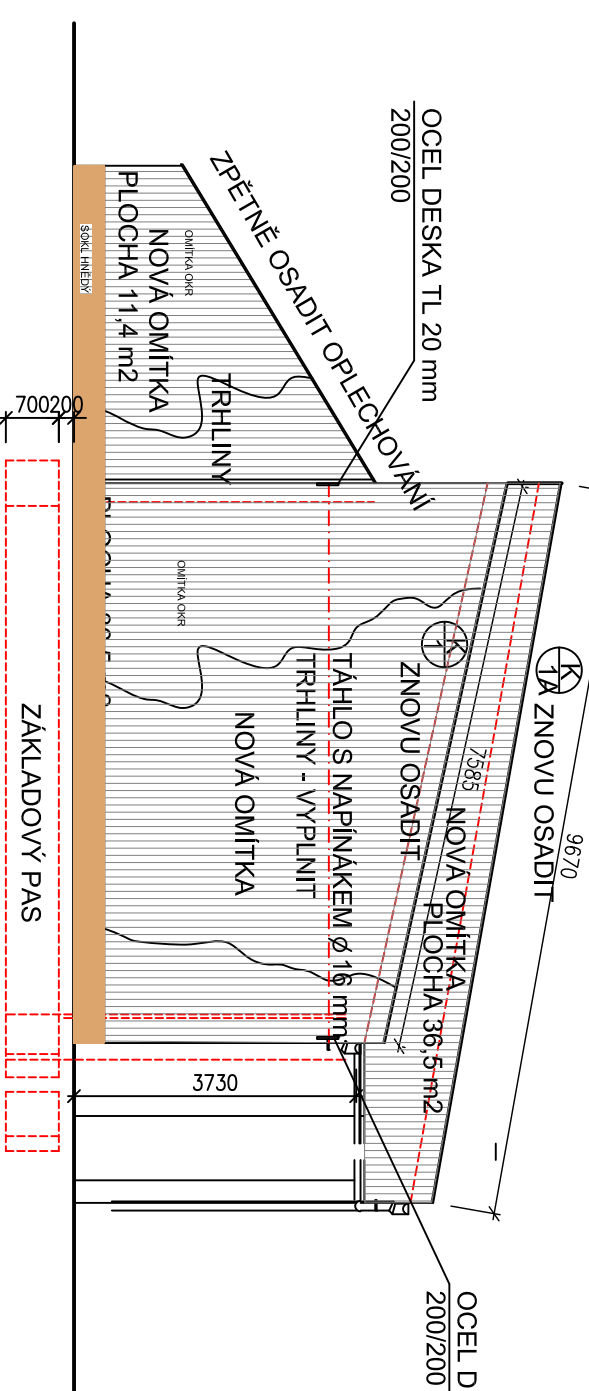 OCEL DESKA TL 20 mm
200/200
ZPĚTNĚ OSADIT OPLECHOVÁNÍ
OMÍTKA OKR
NOVÁ OMÍTKA
PLOCHA 11,4 m2
SOKL HNĚDÝ
TRHLINY
700
200
OMÍTKA OKR
K
1A
ZNOVU OSADIT
9670
7585
K
1
ZNOVU OSADIT
NOVÁ OMÍTKA
PLOCHA 36,5 m2
TÁHLO S NAPÍNÁKEM Ø 16 mm
TRHLINY - VYPLNIT
NOVÁ OMÍTKA
ZÁKLADOVÝ PAS
3730
OCEL D
200/200